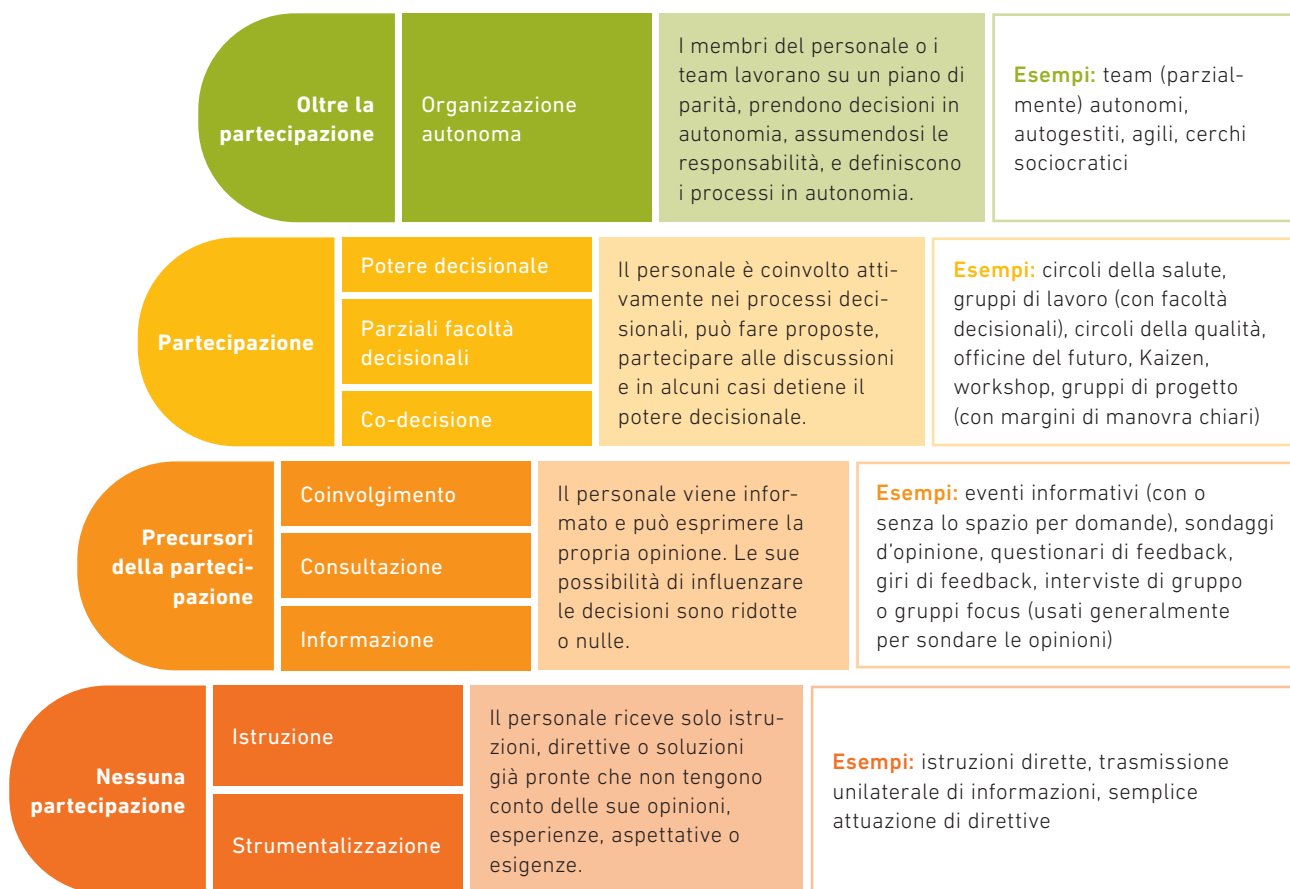 Oltre la
partecipazione
Organizzazione
autonoma
I membri del personale o i
team lavorano su un piano di
parità, prendono decisioni in
autonomia, assumendosi le
responsabilità, e definiscono
i processi in autonomia.
Esempi: team (parzial-
mente) autonomi,
autogestiti, agili, cerchi
sociocratici
Partecipazione
Potere decisionale
Parziali facoltà
decisionali
Co-decisione
Il personale è coinvolto atti-
vamente nei processi deci-
sionali, può fare proposte,
partecipare alle discussioni
e in alcuni casi detiene il
potere decisionale.
Esempi: circoli della salute,
gruppi di lavoro (con facoltà
decisionali), circoli della qualità,
officine del futuro, Kaizen,
workshop, gruppi di progetto
(con margini di manovra chiari)
Precursori
della parteci-
pazione
Coinvolgimento
Consultazione
Informazione
Il personale viene infor-
mato e può esprimere la
propria opinione. Le sue
possibilità di influenzare
le decisioni sono ridotte
o nulle.
Esempi: eventi informativi (con o
senza lo spazio per domande), sondaggi
d’opinione, questionari di feedback,
giri di feedback, interviste di gruppo
o gruppi focus (usati generalmente
per sondare le opinioni)
Nessuna
partecipazione
Istruzione
Strumentalizzazione
Il personale riceve solo istru-
zioni, direttive o soluzioni
già pronte che non tengono
conto delle sue opinioni,
esperienze, aspettative o
esigenze.
Esempi: istruzioni dirette, trasmissione
unilaterale di informazioni, semplice
attuazione di direttive